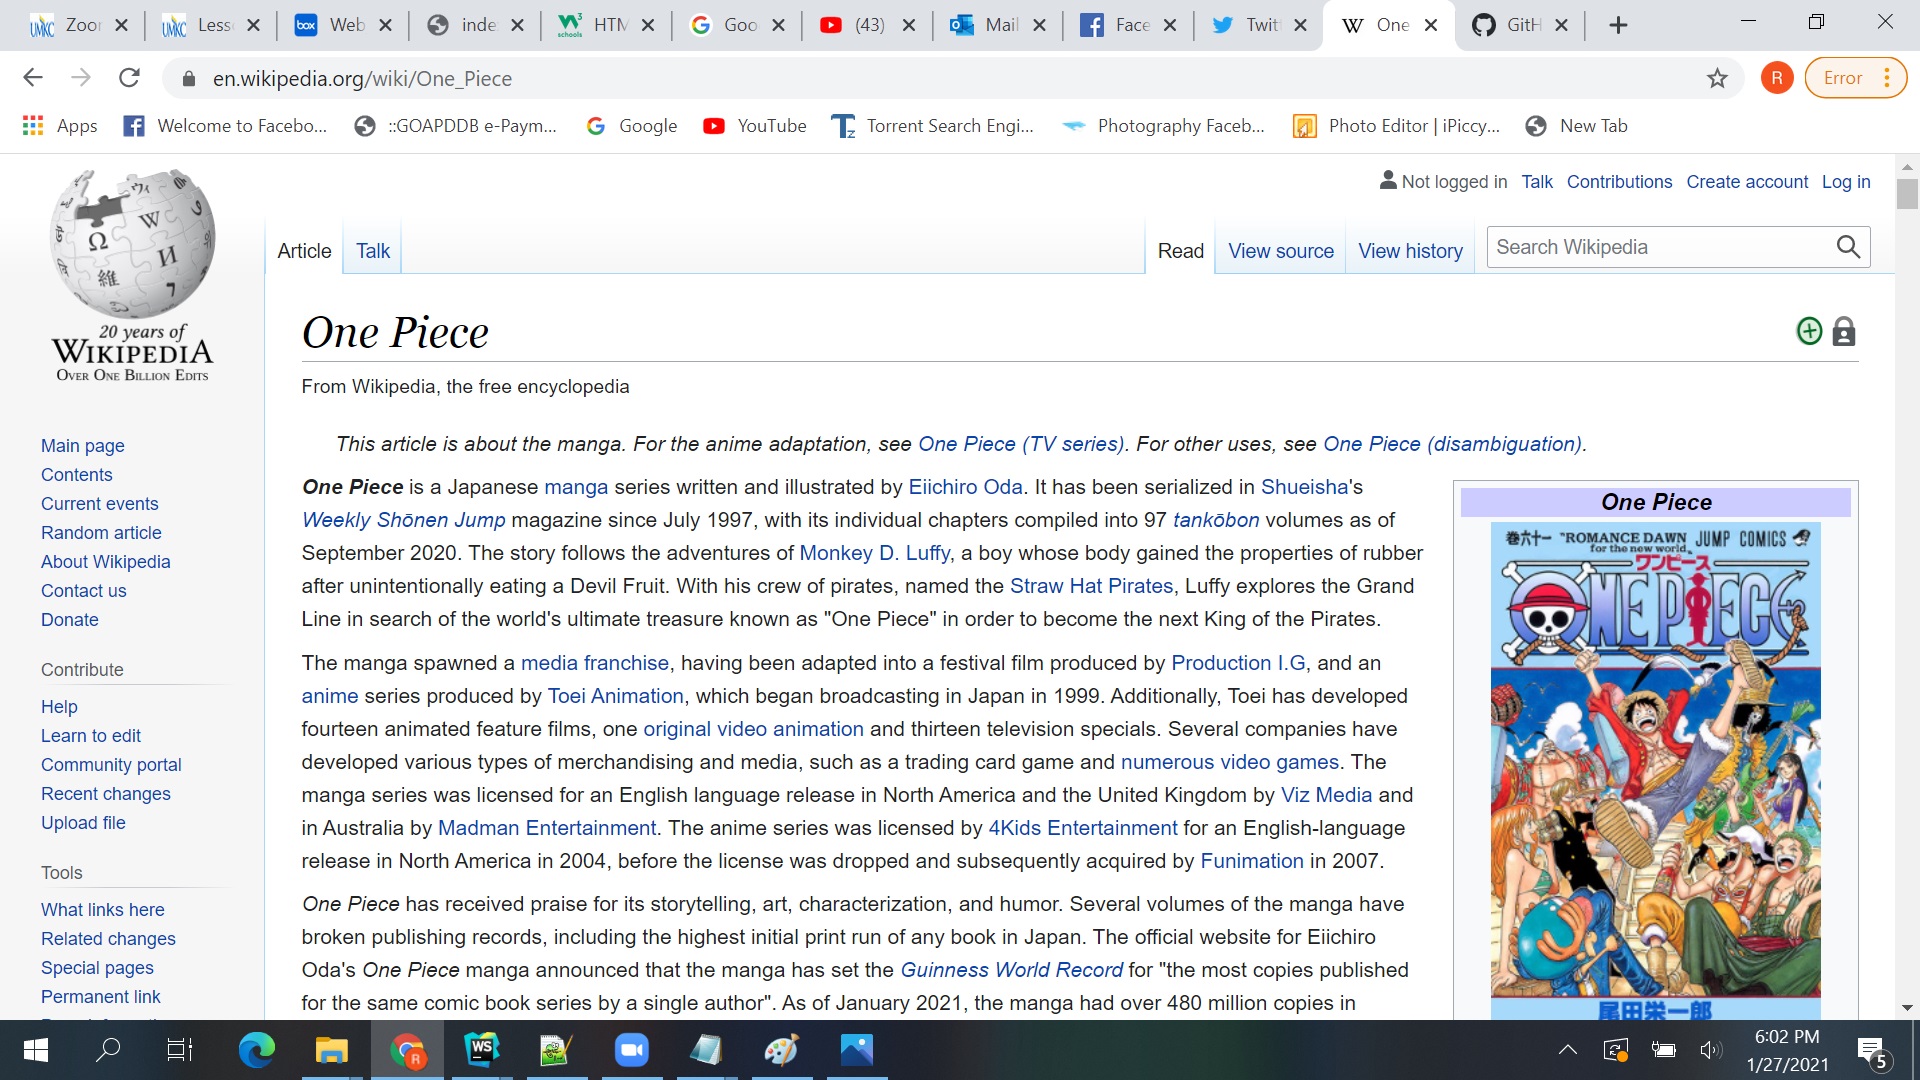 Zoor
Less
box Web
inde
W3 schools HTM
Goo
(43)
Mail
Face
Twit
W One
GitH
en.wikipedia.org/wiki/One_Piece
R
Error
Apps
Welcome to Facebo...
::GOAPDDB e-Paym...
Google
YouTube
Torrent Search Engi...
Photography Faceb...
Photo Editor | iPiccy...
New Tab
20 years of
WIKIPEDIA
OVER ONE BILLION EDITS
Not logged in Talk Contributions Create account Log in
Article Talk
Read View source View history Search Wikipedia
One Piece
From Wikipedia, the free encyclopedia
This article is about the manga. For the anime adaptation, see One Piece (TV series). For other uses, see One Piece (disambiguation).
One Piece is a Japanese manga series written and illustrated by Eiichiro Oda. It has been serialized in Shueisha's
Weekly Shōnen Jump magazine since July 1997, with its individual chapters compiled into 97 tankōbon volumes as of
September 2020. The story follows the adventures of Monkey D. Luffy, a boy whose body gained the properties of rubber
after unintentionally eating a Devil Fruit. With his crew of pirates, named the Straw Hat Pirates, Luffy explores the Grand
Line in search of the world's ultimate treasure known as "One Piece" in order to become the next King of the Pirates.
The manga spawned a media franchise, having been adapted into a festival film produced by Production I.G, and an
anime series produced by Toei Animation, which began broadcasting in Japan in 1999. Additionally, Toei has developed
fourteen animated feature films, one original video animation and thirteen television specials. Several companies have
developed various types of merchandising and media, such as a trading card game and numerous video games. The
manga series was licensed for an English language release in North America and the United Kingdom by Viz Media and
in Australia by Madman Entertainment. The anime series was licensed by 4Kids Entertainment for an English-language
release in North America in 2004, before the license was dropped and subsequently acquired by Funimation in 2007.
One Piece has received praise for its storytelling, art, characterization, and humor. Several volumes of the manga have
broken publishing records, including the highest initial print run of any book in Japan. The official website for Eiichiro
Oda's One Piece manga announced that the manga has set the Guinness World Record for "the most copies published
for the same comic book series by a single author". As of January 2021, the manga had over 480 million copies in
One Piece
巻六十一 "ROMANCE DAWN JUMP COMICS
for the new world"
ワンピース
ONE PIECE
尾田栄一郎
Main page
Contents
Current events
Random article
About Wikipedia
Contact us
Donate
Contribute
Help
Learn to edit
Community portal
Recent changes
Upload file
Tools
What links here
Related changes
Special pages
Permanent link
WS
6:02 PM
1/27/2021
5